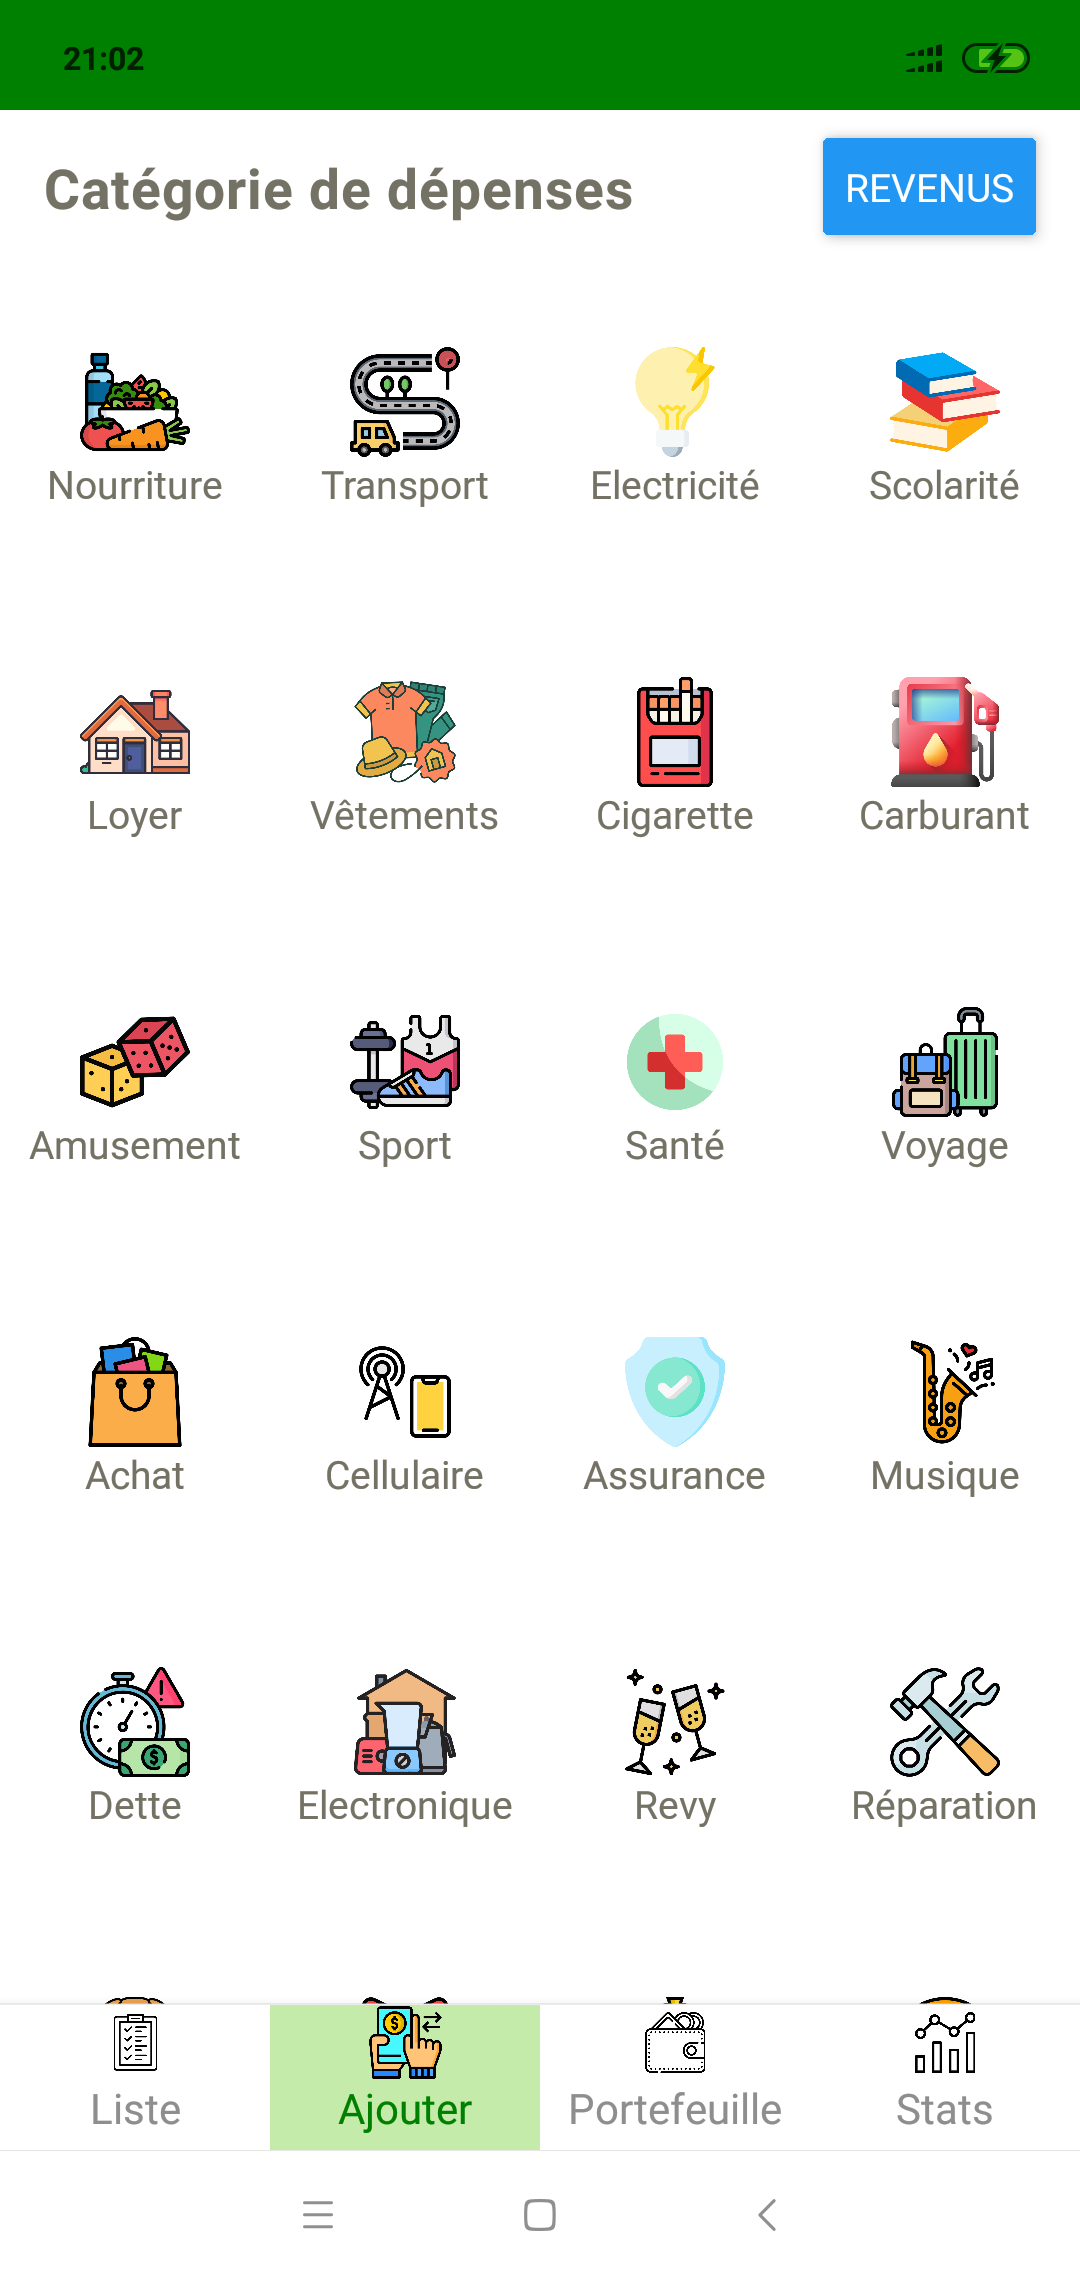 21:02
Catégorie de dépenses
REVENUS
Nourriture
Transport
Electricité
Scolarité
Loyer
Vêtements
Cigarette
Carburant
Amusement
Sport
Santé
Voyage
Achat
Cellulaire
Assurance
Musique
Dette
Electronique
Revy
Réparation
Liste
Ajouter
Portefeuille
Stats